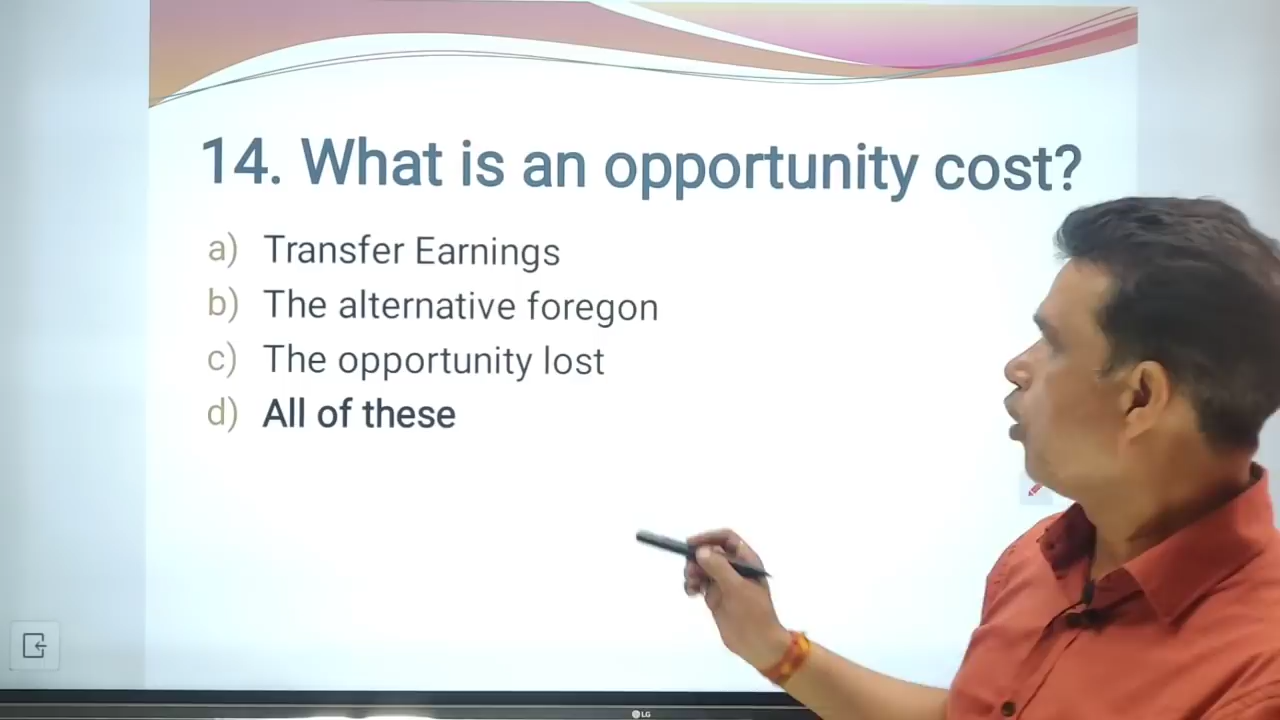 14. What is an opportunity cost?
a) Transfer Earnings
b) The alternative foregon
c) The opportunity lost
d) All of these
LG